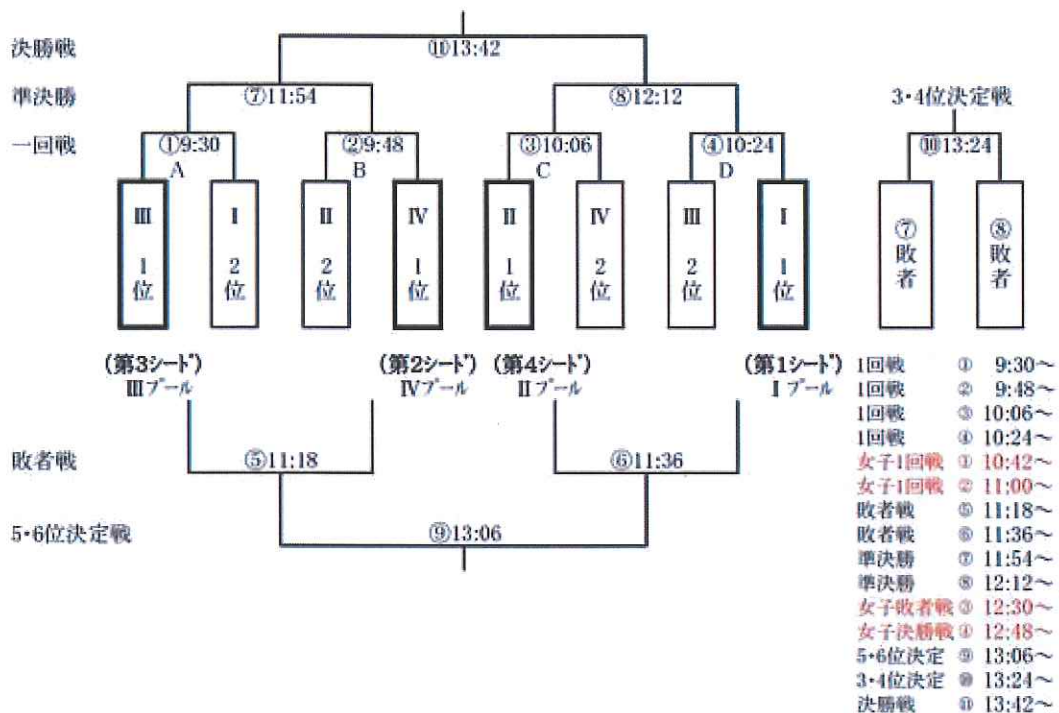 決勝戦
⑪13:42
準決勝
⑦11:54
⑧12:12
3・4位決定戦
一回戦
①9:30
②9:48
③10:06
④10:24
⑩13:24
A
B
C
D
Ⅲ 1位
Ⅰ 2位
Ⅱ 2位
Ⅳ 1位
Ⅱ 1位
Ⅳ 2位
Ⅲ 2位
Ⅰ 1位
⑦敗者
⑧敗者
(第3シード)
(第2シード)
(第4シード)
(第1シード)
Ⅲプール
Ⅳプール
Ⅱプール
Ⅰプール
敗者戦
⑤11:18
⑥11:36
5・6位決定戦
⑨13:06
1回戦 ① 9:30～
1回戦 ② 9:48～
1回戦 ③ 10:06～
1回戦 ④ 10:24～
女子1回戦 ① 10:42～
女子1回戦 ② 11:00～
敗者戦 ⑤ 11:18～
敗者戦 ⑥ 11:36～
準決勝 ⑦ 11:54～
準決勝 ⑧ 12:12～
女子敗者戦 ③ 12:30～
女子決勝戦 ④ 12:48～
5・6位決定 ⑨ 13:06～
3・4位決定 ⑩ 13:24～
決勝戦 ⑪ 13:42～